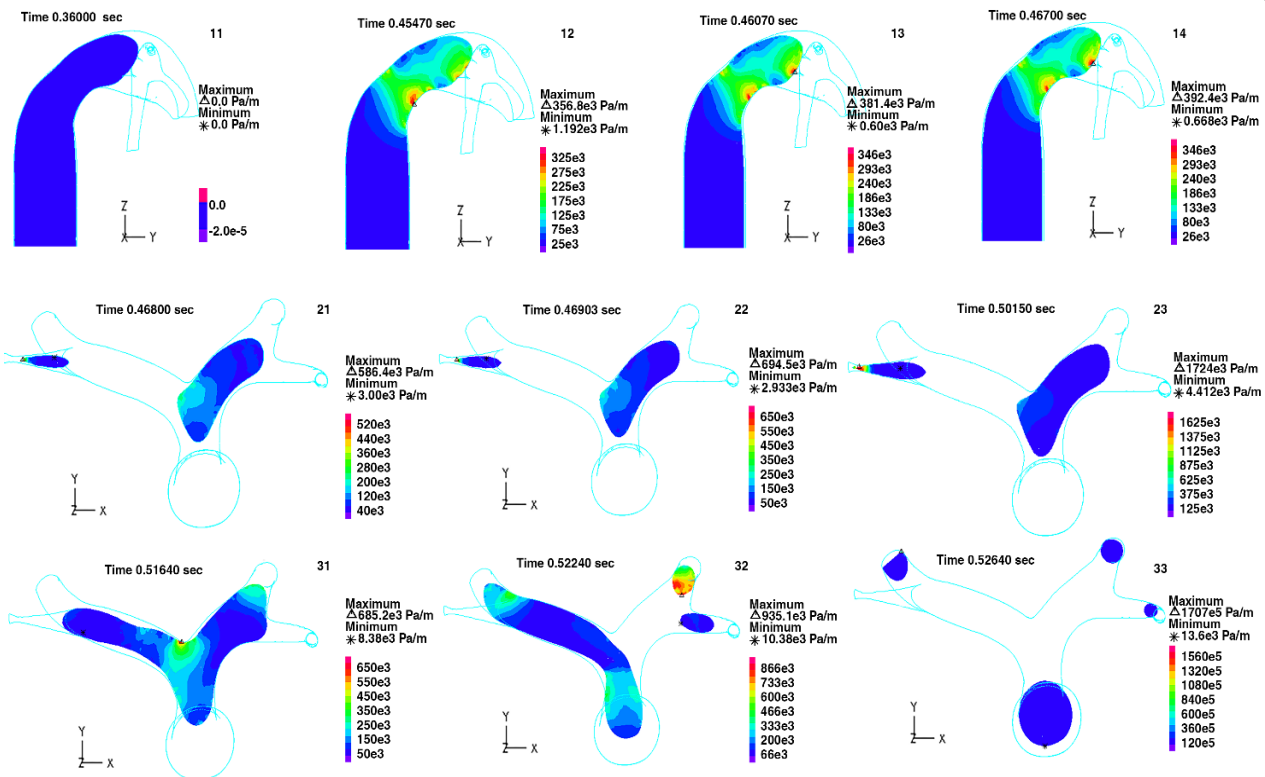 Time 0.36000 sec
11
Maximum
△0.0 Pa/m
Minimum
✳0.0 Pa/m
0.0
-2.0e-5
Z
X Y
Time 0.45470 sec
12
Maximum
△356.8e3 Pa/m
Minimum
✳1.192e3 Pa/m
325e3
275e3
225e3
175e3
125e3
75e3
25e3
Z
X Y
Time 0.46070 sec
13
Maximum
△381.4e3 Pa/m
Minimum
✳0.60e3 Pa/m
346e3
293e3
240e3
186e3
133e3
80e3
26e3
Z
X Y
Time 0.46700 sec
14
Maximum
△392.4e3 Pa/m
Minimum
✳0.668e3 Pa/m
346e3
293e3
240e3
186e3
133e3
80e3
26e3
Z
X Y
Time 0.46800 sec
21
Maximum
△586.4e3 Pa/m
Minimum
✳3.00e3 Pa/m
520e3
440e3
360e3
280e3
200e3
120e3
40e3
Y
Z X
Time 0.46903 sec
22
Maximum
△694.5e3 Pa/m
Minimum
✳2.933e3 Pa/m
650e3
550e3
450e3
350e3
250e3
150e3
50e3
Y
Z X
Time 0.50150 sec
23
Maximum
△1724e3 Pa/m
Minimum
✳4.412e3 Pa/m
1625e3
1375e3
1125e3
875e3
625e3
375e3
125e3
Y
Z X
Time 0.51640 sec
31
Maximum
△685.2e3 Pa/m
Minimum
✳8.38e3 Pa/m
650e3
550e3
450e3
350e3
250e3
150e3
50e3
Y
Z X
Time 0.52240 sec
32
Maximum
△935.1e3 Pa/m
Minimum
✳10.38e3 Pa/m
866e3
733e3
600e3
466e3
333e3
200e3
66e3
Y
Z X
Time 0.52640 sec
33
Maximum
△1707e5 Pa/m
Minimum
✳13.6e3 Pa/m
1560e5
1320e5
1080e5
840e5
600e5
360e5
120e5
Y
Z X